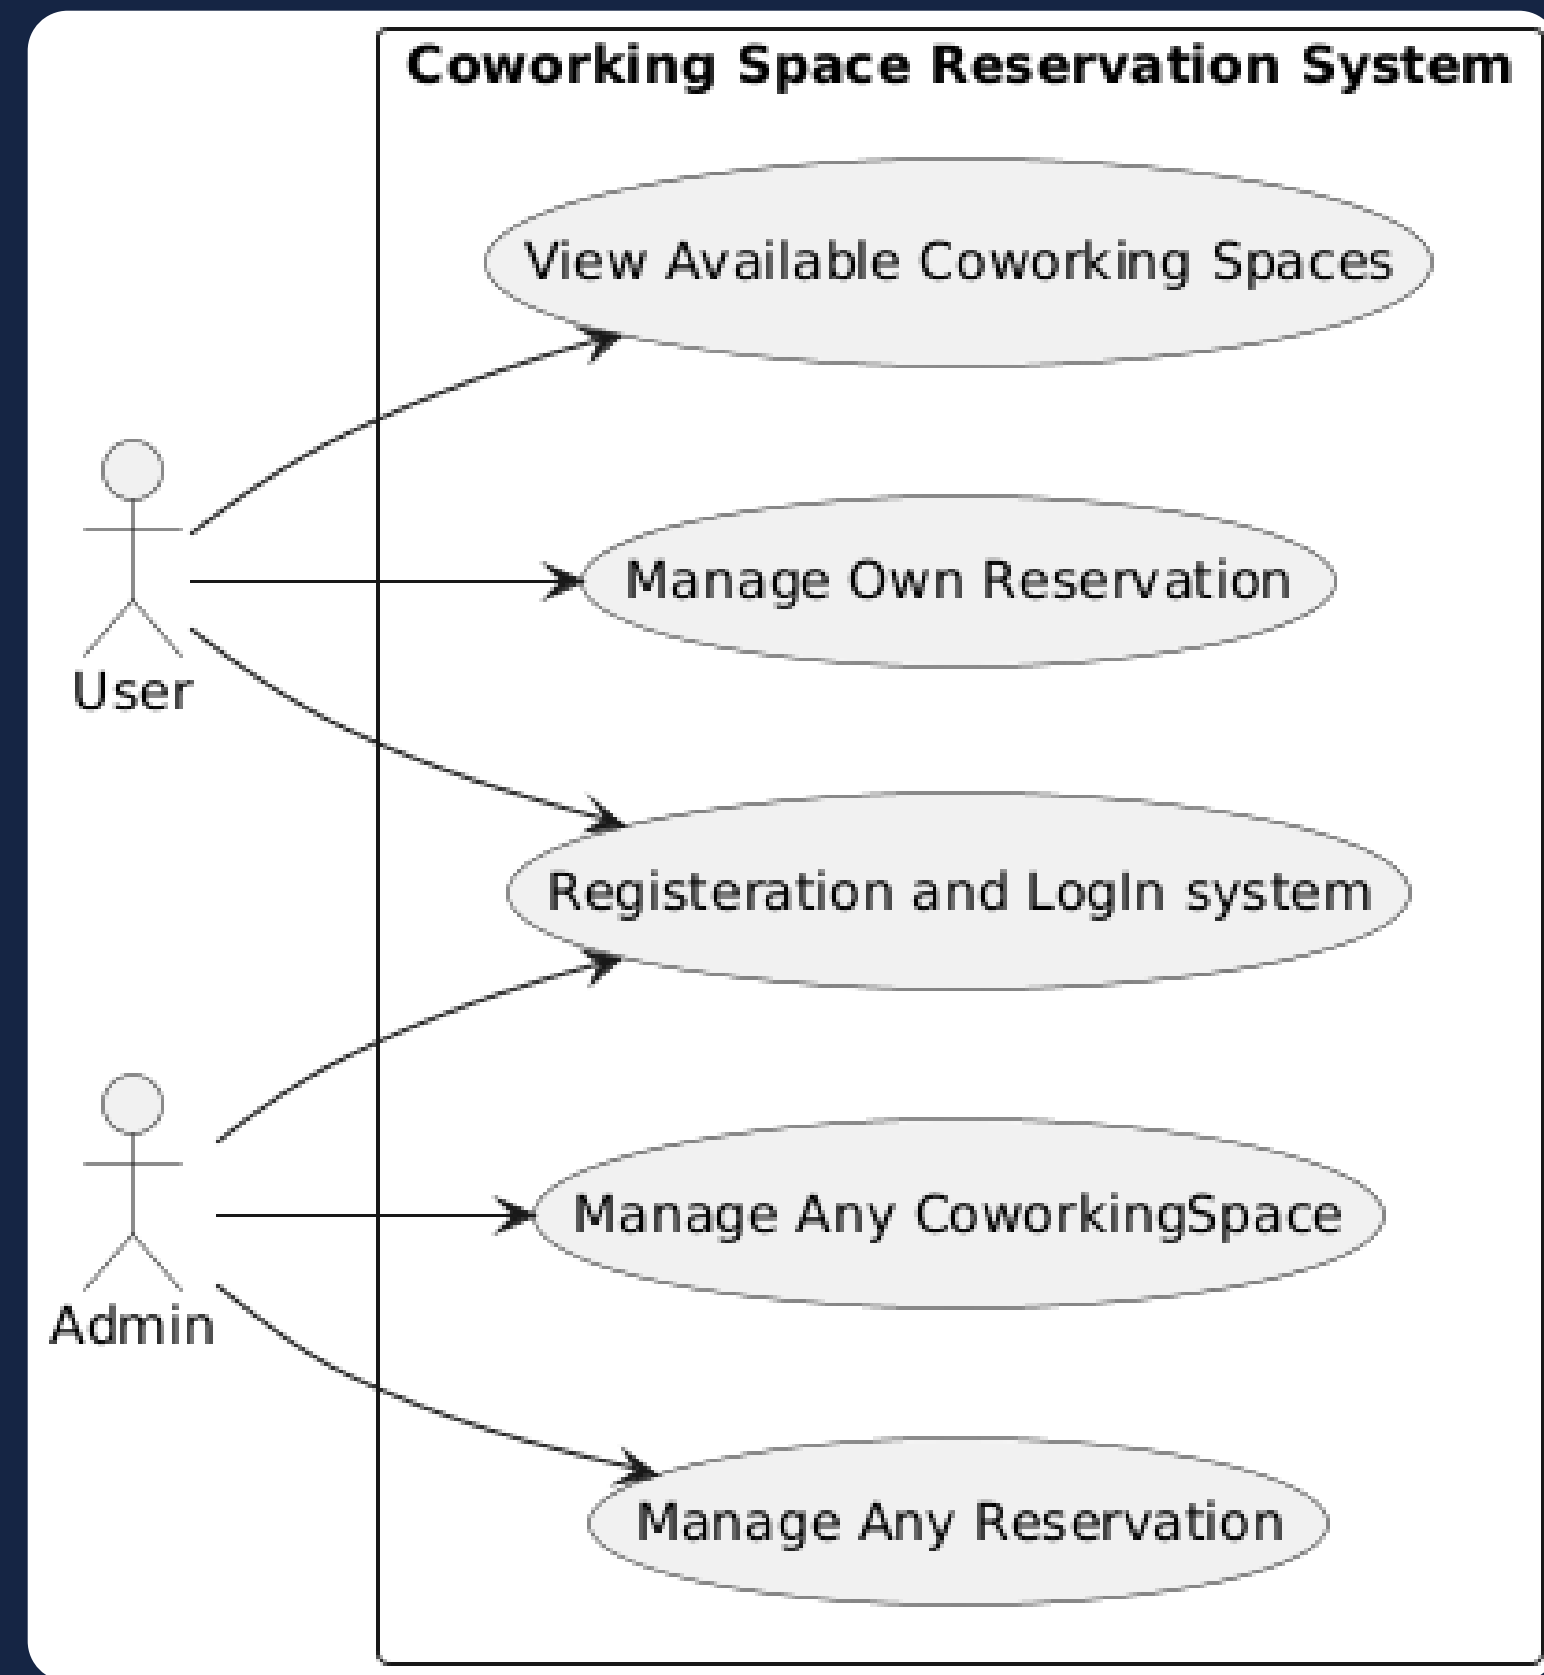 Coworking Space Reservation System
View Available Coworking Spaces
Manage Own Reservation
User
Registeration and LogIn system
Manage Any CoworkingSpace
Admin
Manage Any Reservation